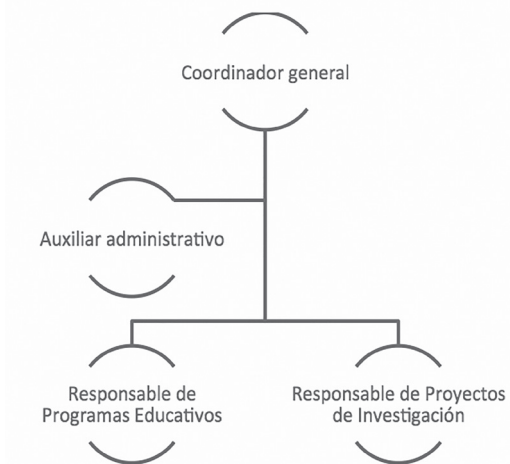 Coordinador general
Auxiliar administrativo
Responsable de
Programas Educativos
Responsable de Proyectos
de Investigación